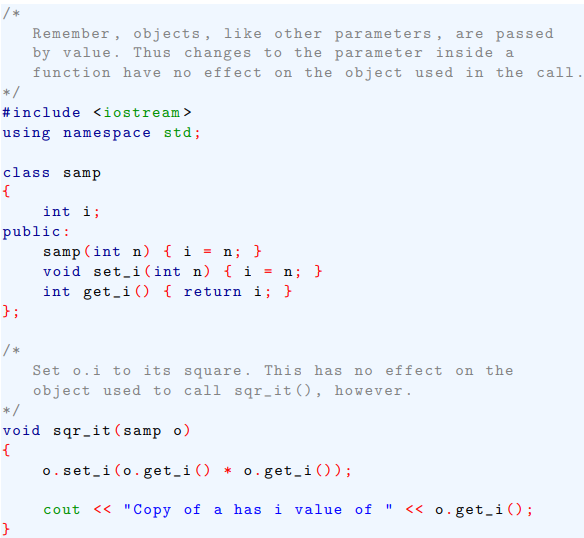 /*
   Remember, objects, like other parameters, are passed
   by value. Thus changes to the parameter inside a
   function have no effect on the object used in the call.
*/
#include <iostream>
using namespace std;

class samp
{
    int i;
public:
    samp(int n) { i = n; }
    void set_i(int n) { i = n; }
    int get_i() { return i; }
};

/*
   Set o.i to its square. This has no effect on the
   object used to call sqr_it(), however.
*/
void sqr_it(samp o)
{
    o.set_i(o.get_i() * o.get_i());

    cout << "Copy of a has i value of " << o.get_i();
}